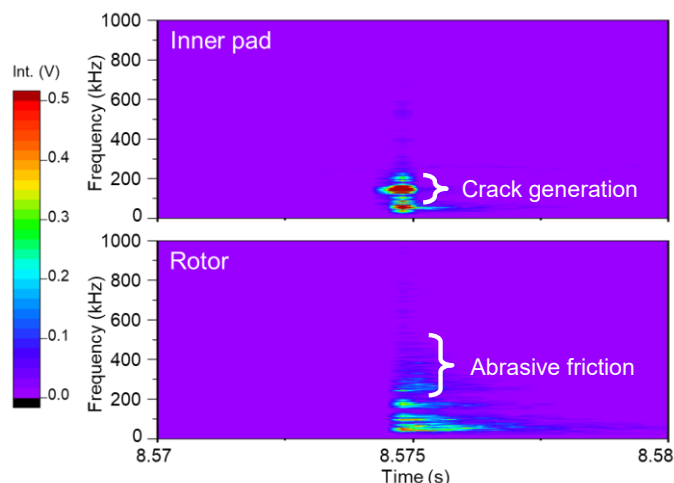 Inner pad
Int. (V)
0.5
0.4
0.3
0.2
0.1
0.0
Frequency (kHz)
1000
800
600
400
200
0
Crack generation
Rotor
Frequency (kHz)
1000
800
600
400
200
0
Abrasive friction
8.57
8.575
8.58
Time (s)